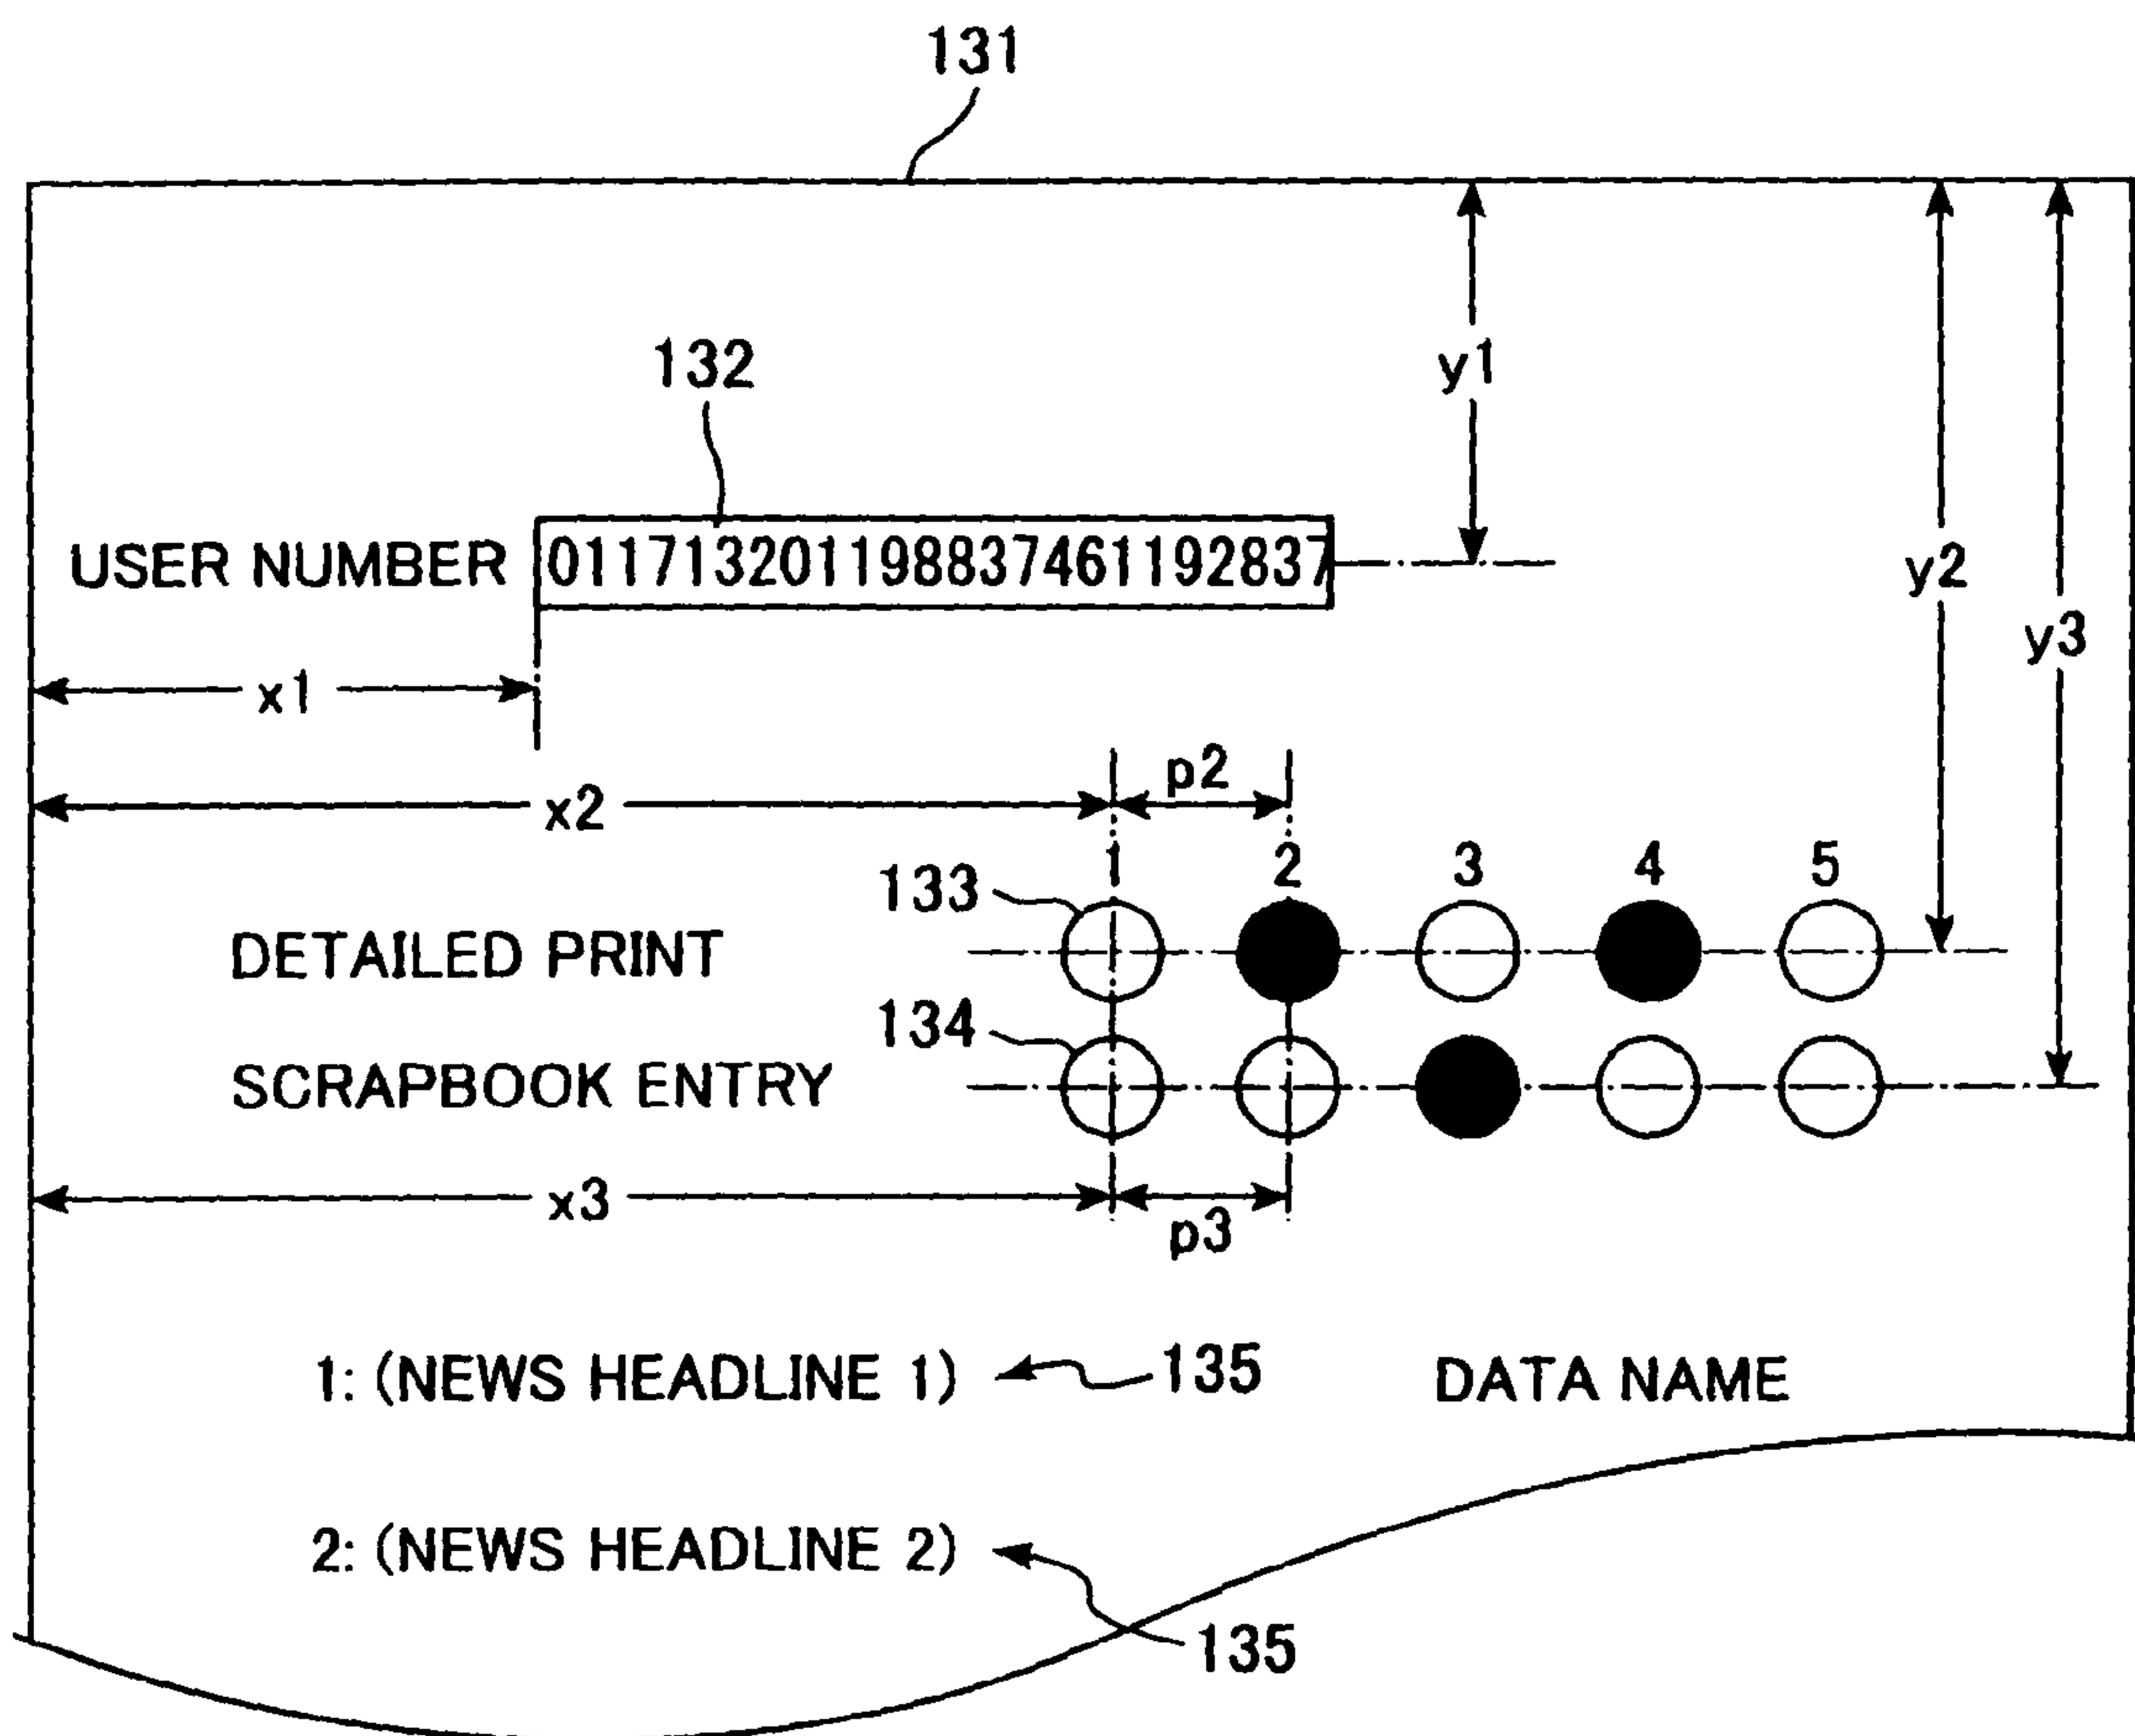 131
132
y1
USER NUMBER 011713201198837461192837
y2
y3
x1
p2
x2
1 2 3 4 5
133
DETAILED PRINT
134
SCRAPBOOK ENTRY
x3
p3
1: (NEWS HEADLINE 1) 135 DATA NAME
2: (NEWS HEADLINE 2)
135